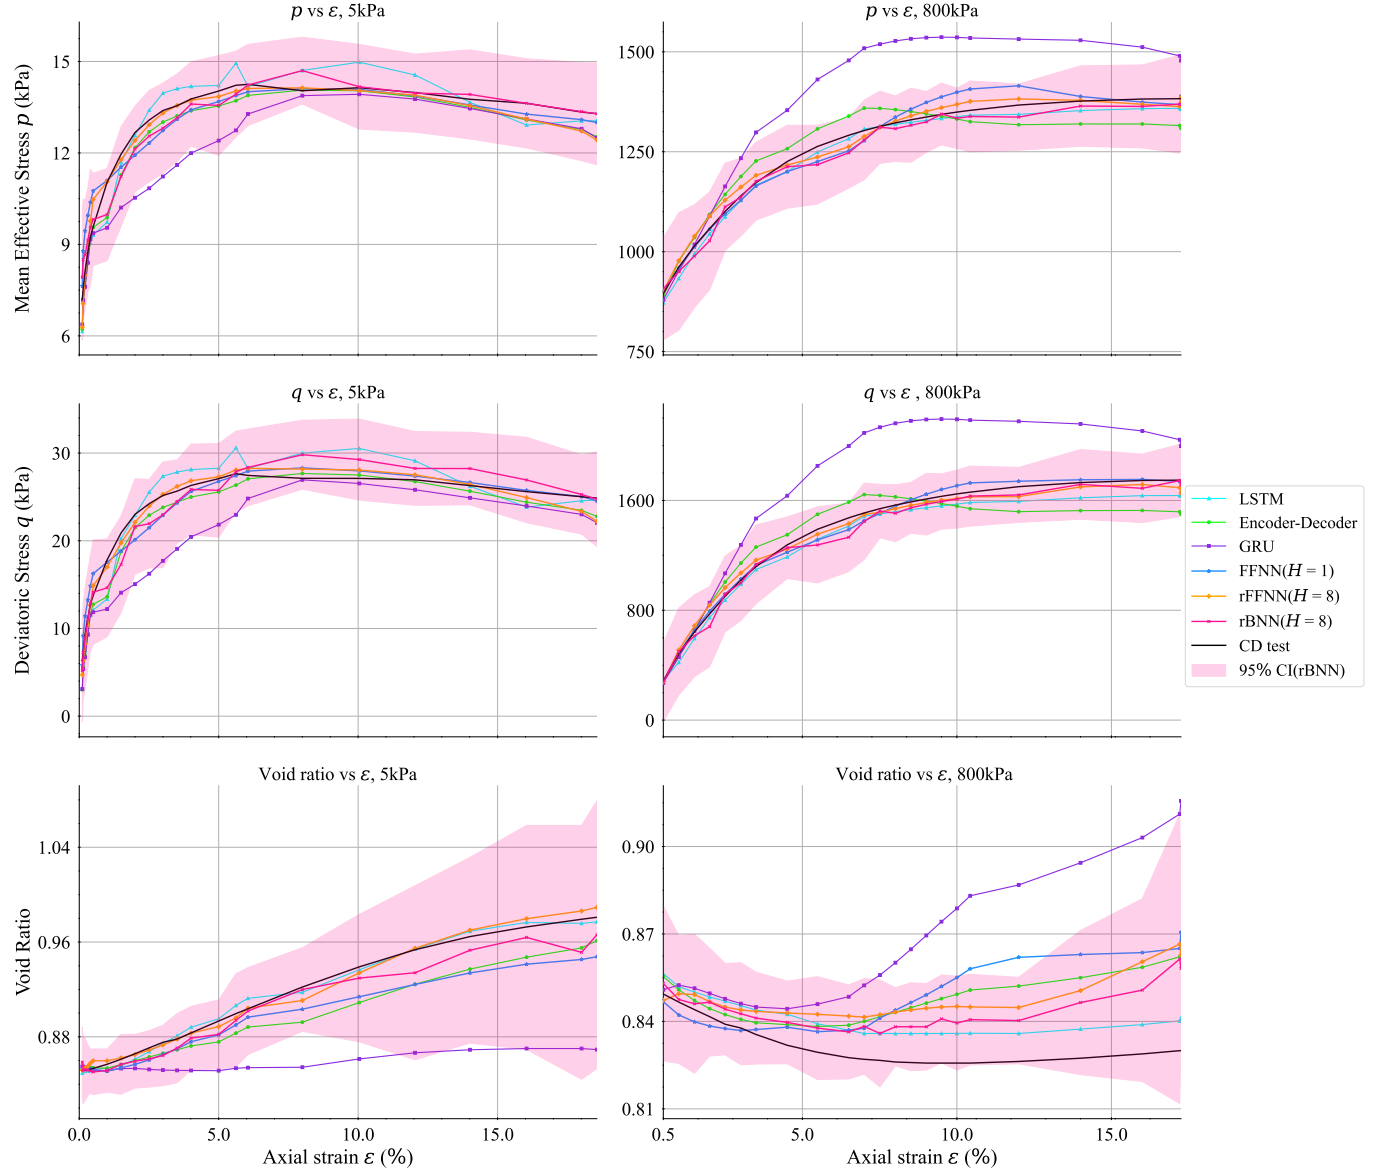 p vs ε, 5kPa
p vs ε, 800kPa
Mean Effective Stress p (kPa)
15
12
9
6
1500
1250
1000
750
q vs ε, 5kPa
q vs ε , 800kPa
Deviatoric Stress q (kPa)
30
20
10
0
1600
800
0
LSTM
Encoder-Decoder
GRU
FFNN(H = 1)
rFFNN(H = 8)
rBNN(H = 8)
CD test
95% CI(rBNN)
Void ratio vs ε, 5kPa
Void ratio vs ε, 800kPa
Void Ratio
1.04
0.96
0.88
0.90
0.87
0.84
0.81
0.0 5.0 10.0 15.0
0.5 5.0 10.0 15.0
Axial strain ε (%)
Axial strain ε (%)